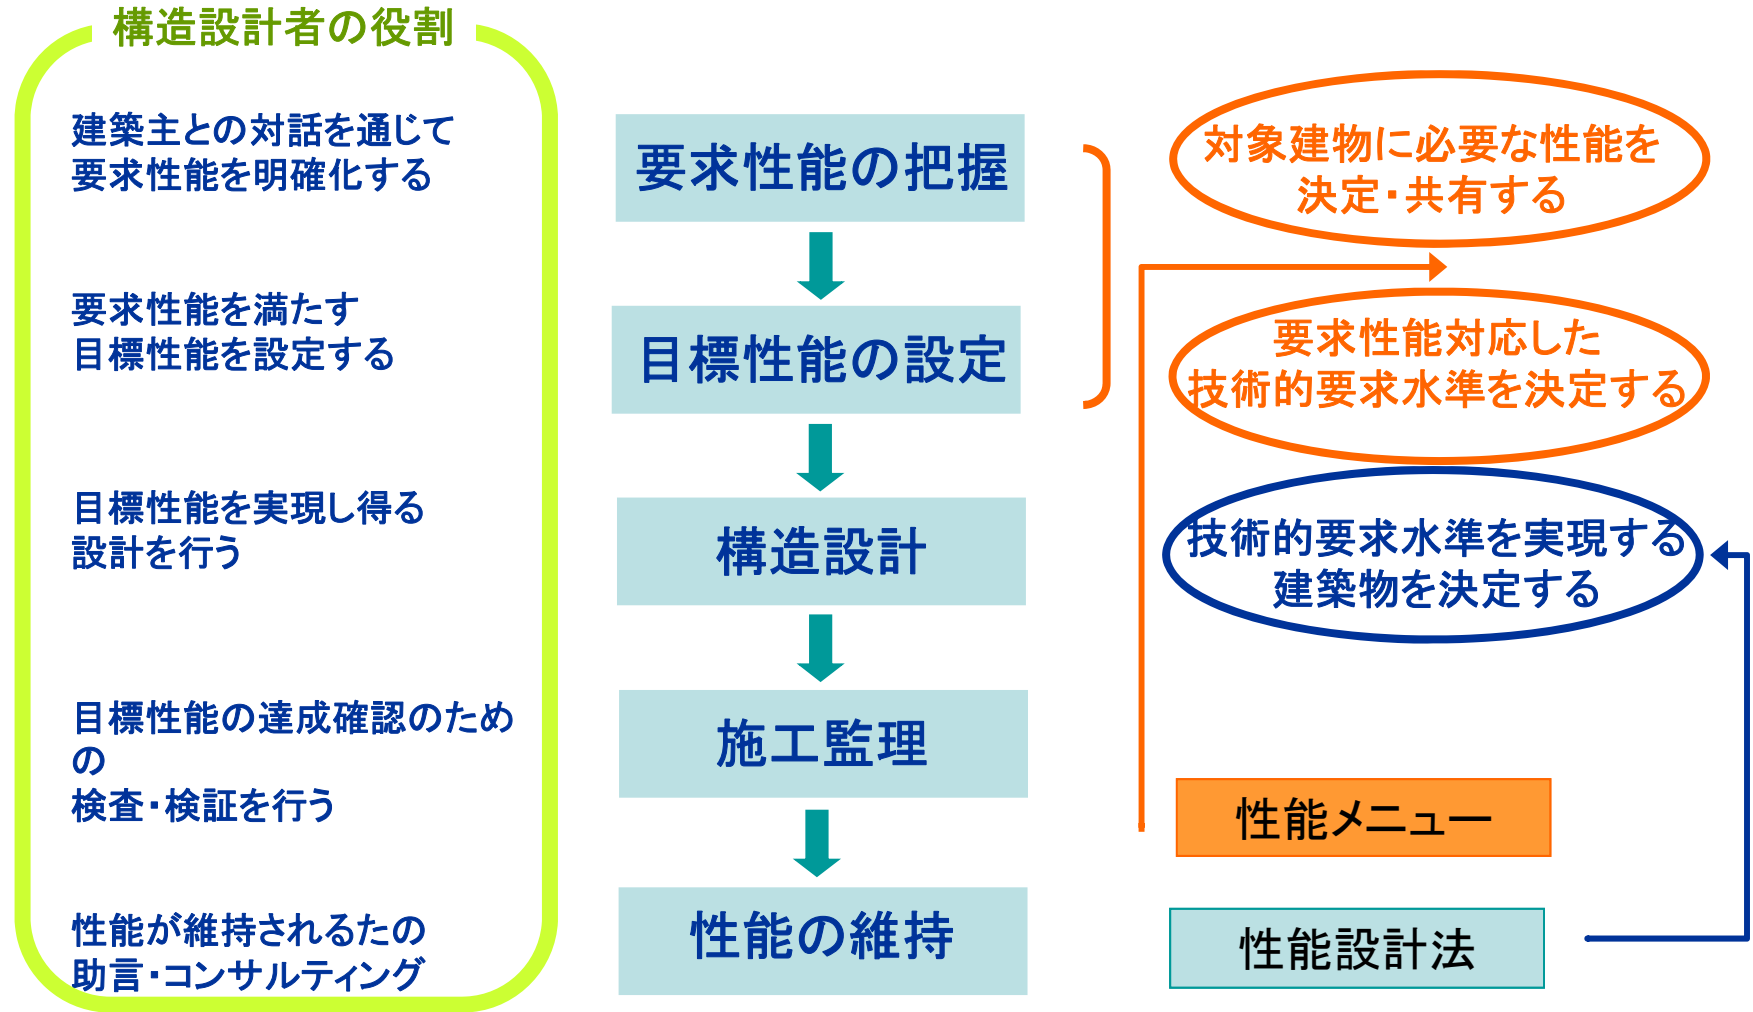 構造設計者の役割
建築主との対話を通じて
要求性能を明確化する
要求性能を満たす
目標性能を設定する
目標性能を実現し得る
設計を行う
目標性能の達成確認のため
の
検査・検証を行う
性能が維持されるたの
助言・コンサルティング
要求性能の把握
目標性能の設定
構造設計
施工監理
性能の維持
対象建物に必要な性能を
決定・共有する
要求性能対応した
技術的要求水準を決定する
技術的要求水準を実現する
建築物を決定する
性能メニュー
性能設計法